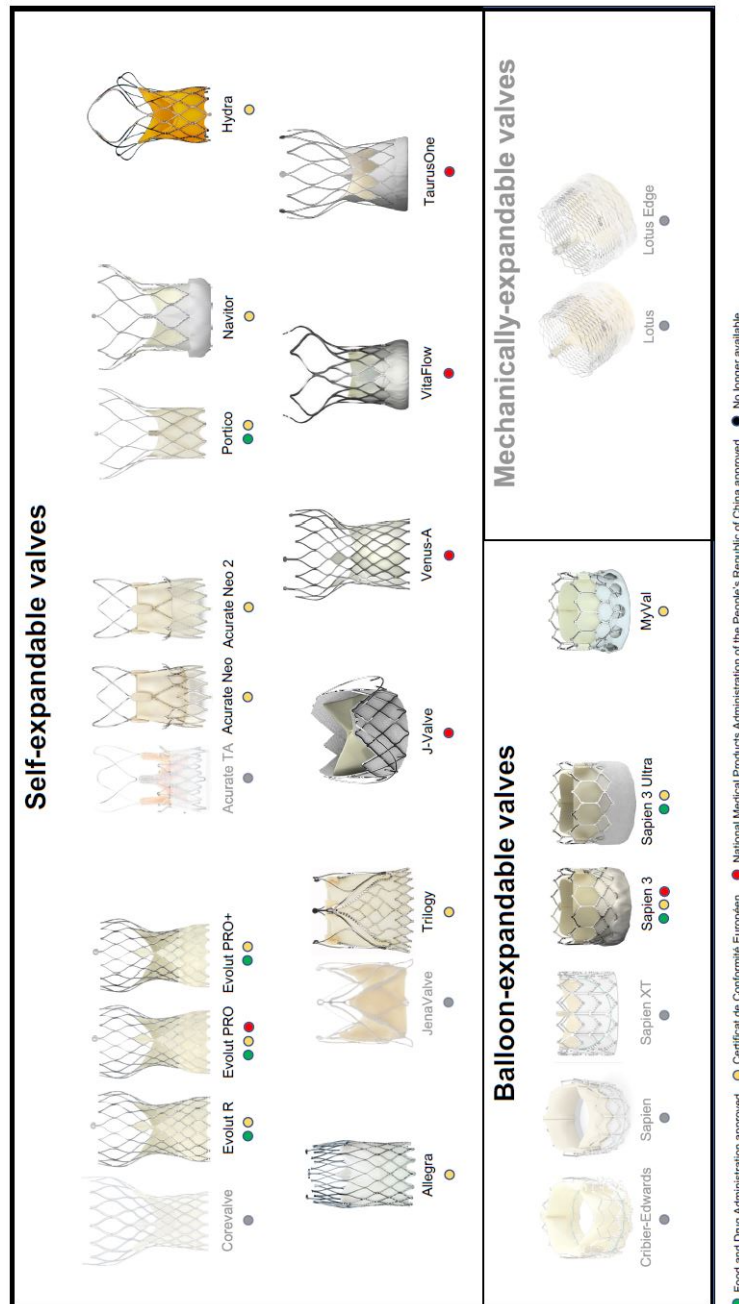 Self-expandable valves
Corevalve
Evolut R
Evolut PRO
Evolut PRO+
Acurate TA
Acurate Neo
Acurate Neo 2
Portico
Navitor
Hydra
Allegra
JenaValve
Trilogy
J-Valve
Venus-A
VitaFlow
TaurusOne
Balloon-expandable valves
Cribier-Edwards
Sapien
Sapien XT
Sapien 3
Sapien 3 Ultra
MyVal
Mechanically-expandable valves
Lotus
Lotus Edge
Food and Drug Administration approved Certificat de Conformité Européen National Medical Products Administration of the People's Republic of China approved No longer available